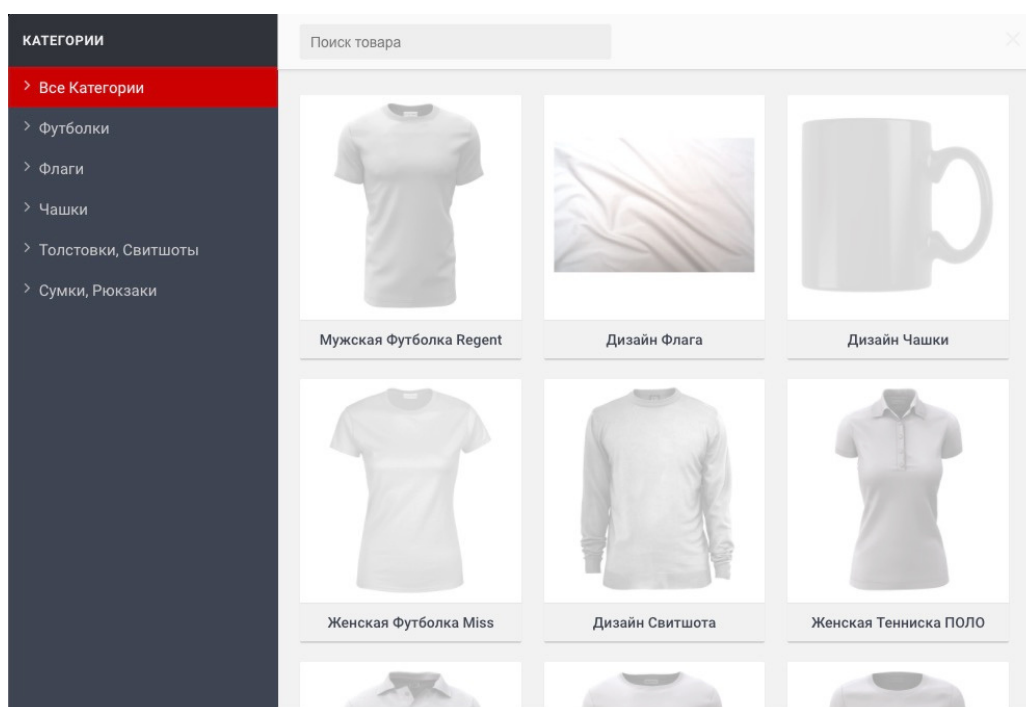 КАТЕГОРИИ
Поиск товара
Все Категории
Футболки
Флаги
Чашки
Толстовки, Свитшоты
Сумки, Рюкзаки
Мужская Футболка Regent
Дизайн Флага
Дизайн Чашки
Женская Футболка Miss
Дизайн Свитшота
Женская Тенниска ПОЛО